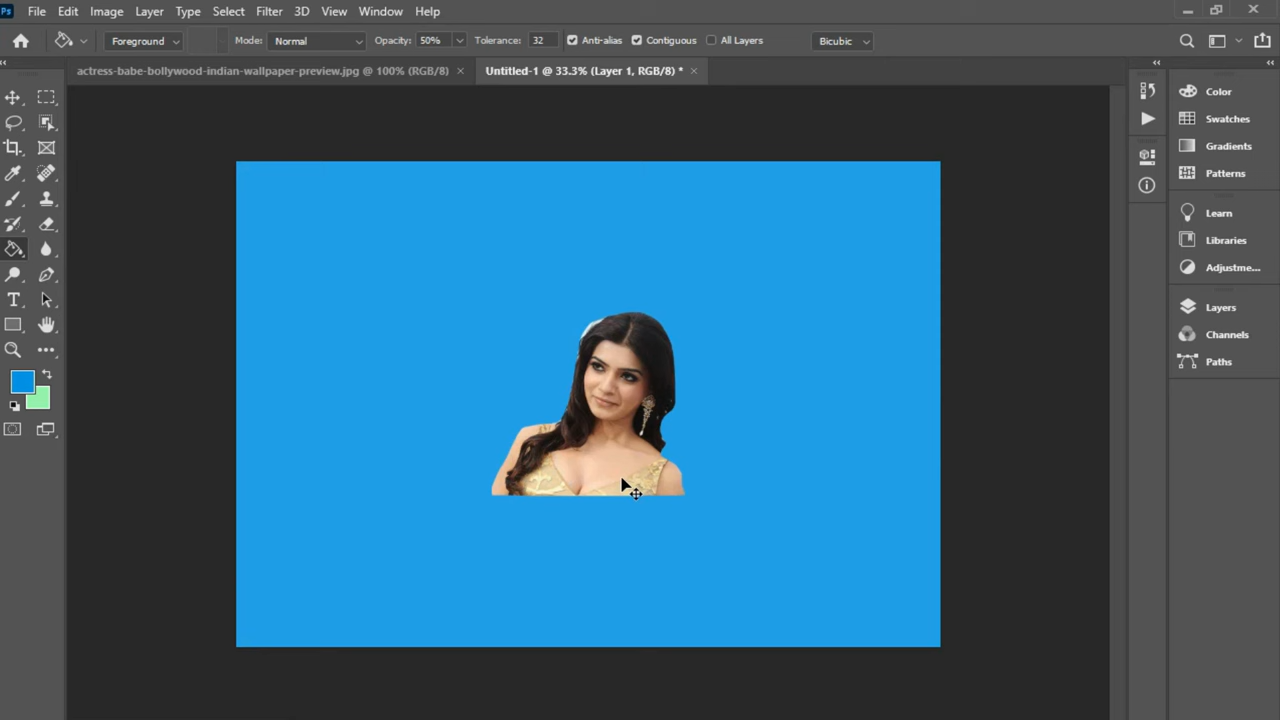 Ps File Edit Image Layer Type Select Filter 3D View Window Help
Foreground Mode: Normal Opacity: 50% Tolerance: 32 Anti-alias Contiguous All Layers Bicubic
actress-babe-bollywood-indian-wallpaper-preview.jpg @ 100% (RGB/8) × Untitled-1 @ 33.3% (Layer 1, RGB/8) * ×
Color
Swatches
Gradients
Patterns
Learn
Libraries
Adjustme...
Layers
Channels
Paths